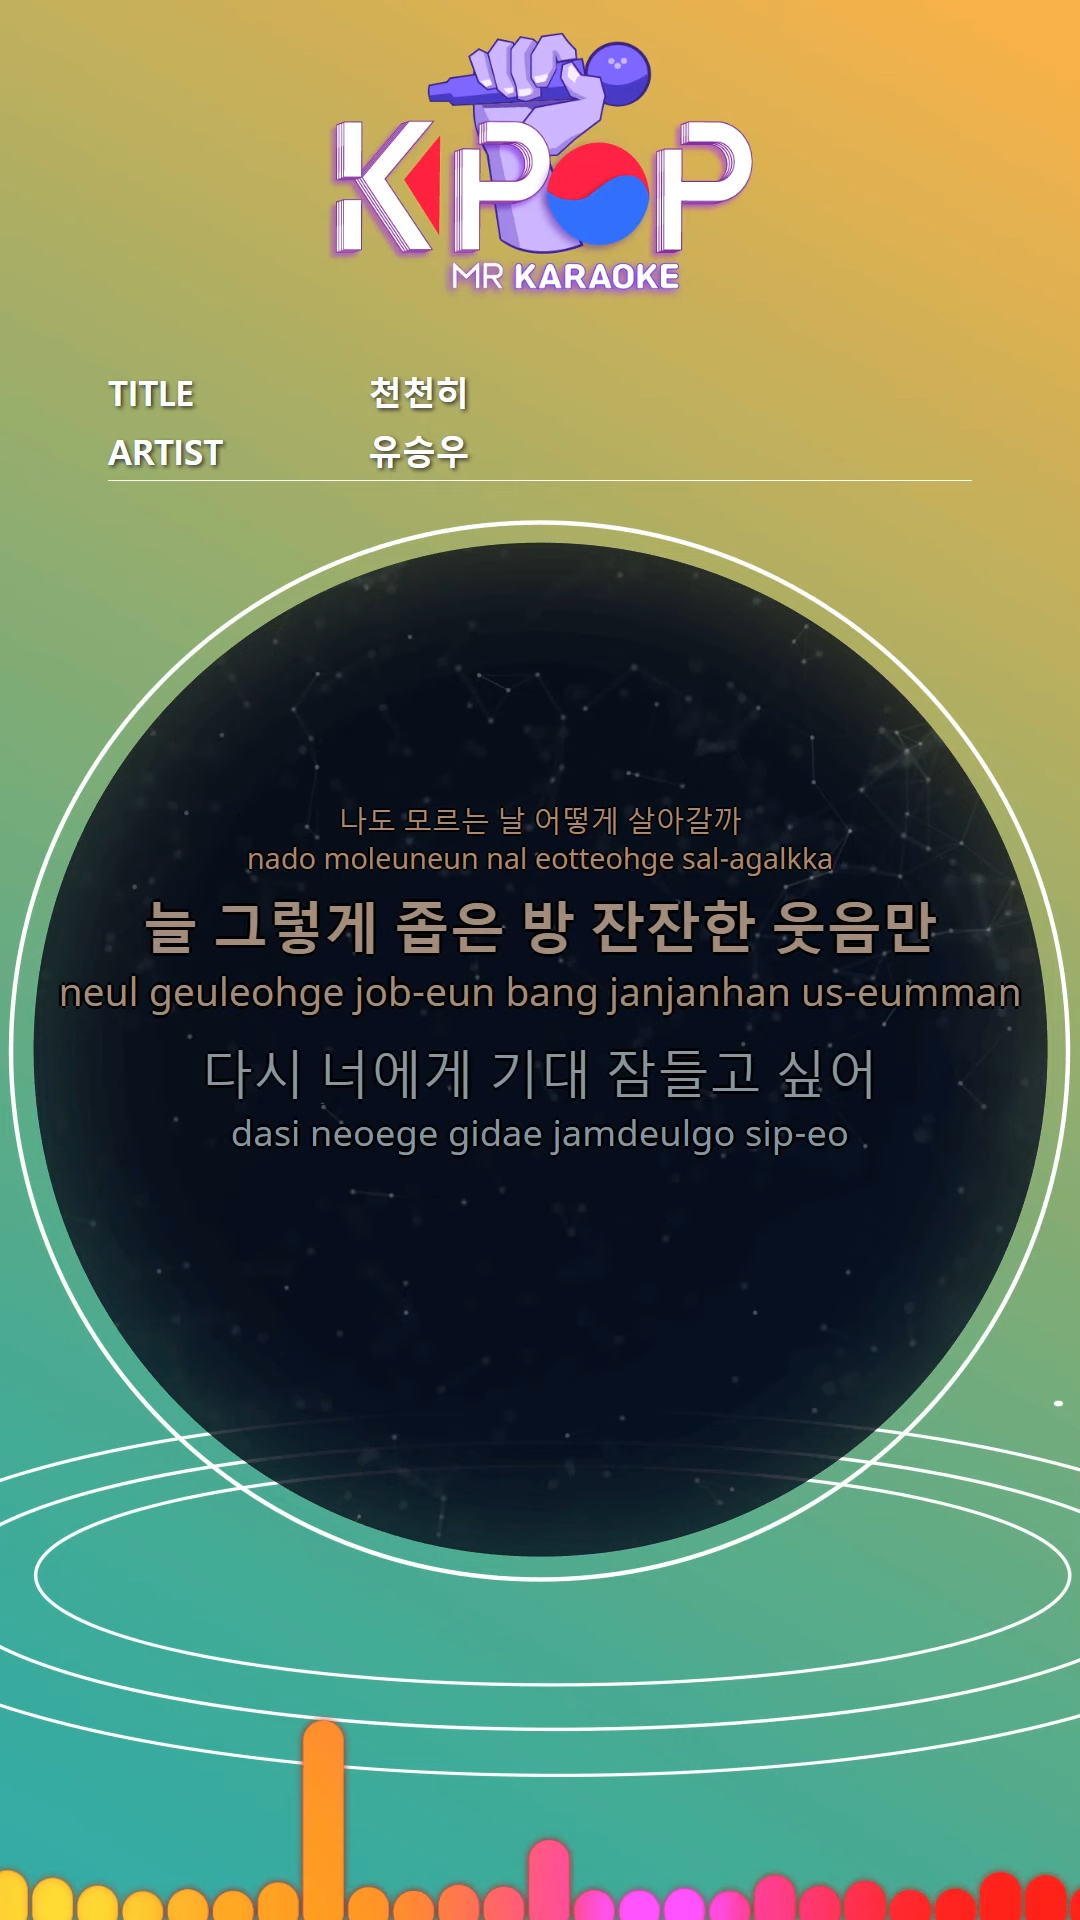 KPOP
MR KARAOKE
TITLE 천천히
ARTIST 유승우
나도 모르는 날 어떻게 살아갈까
nado moleuneun nal eotteohge sal-agalkka
늘 그렇게 좁은 방 잔잔한 웃음만
neul geuleohge job-eun bang janjanhan us-eumman
다시 너에게 기대 잠들고 싶어
dasi neoege gidae jamdeulgo sip-eo